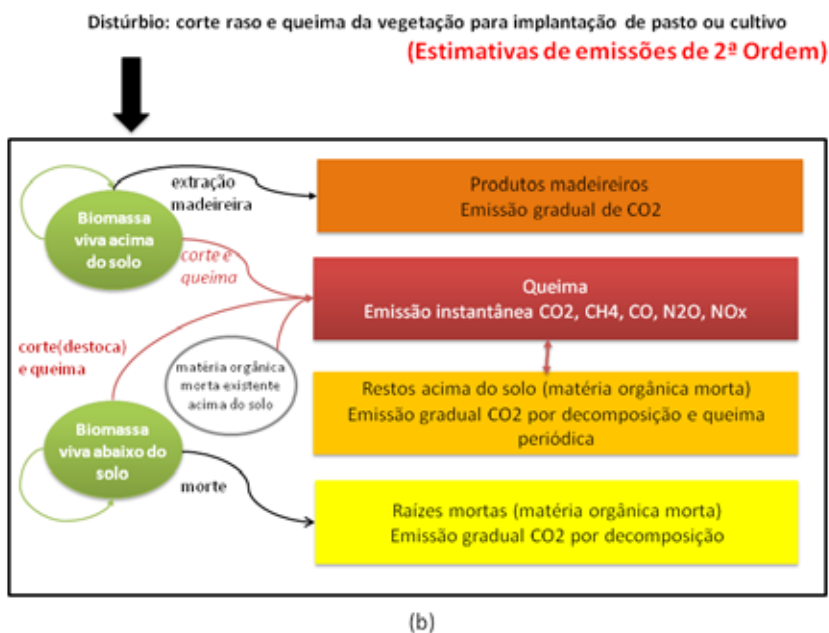 Distúrbio: corte raso e queima da vegetação para implantação de pasto ou cultivo
(Estimativas de emissões de 2ª Ordem)
extração
madeireira
Biomassa
viva acima
do solo
Produtos madeireiros
Emissão gradual de CO2
corte e
queima
Queima
Emissão instantânea CO2, CH4, CO, N2O, NOx
corte(destoca)
e queima
matéria orgânica
morta existente
acima do solo
Restos acima do solo (matéria orgânica morta)
Emissão gradual CO2 por decomposição e queima
periódica
Biomassa
viva abaixo do
solo
morte
Raízes mortas (matéria orgânica morta)
Emissão gradual CO2 por decomposição
(b)